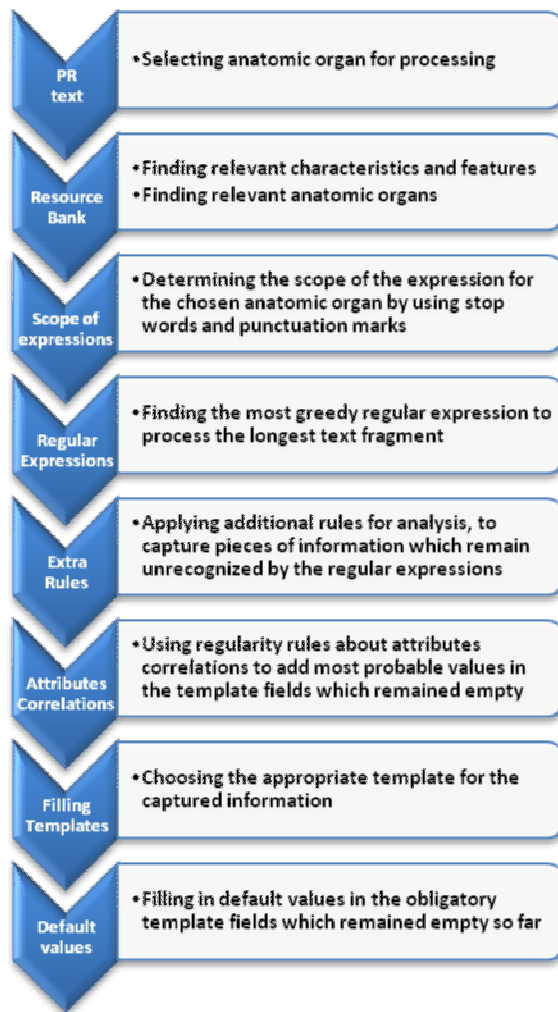 PR
text
•Selecting anatomic organ for processing
Resource
Bank
•Finding relevant characteristics and features
•Finding relevant anatomic organs
Scope of
expressions
•Determining the scope of the expression for
the chosen anatomic organ by using stop
words and punctuation marks
Regular
Expressions
•Finding the most greedy regular expression to
process the longest text fragment
Extra
Rules
•Applying additional rules for analysis, to
capture pieces of information which remain
unrecognized by the regular expressions
Attributes
Correlations
•Using regularity rules about attributes
correlations to add most probable values in
the template fields which remained empty
Filling
Templates
•Choosing the appropriate template for the
captured information
Default
values
•Filling in default values in the obligatory
template fields which remained empty so far